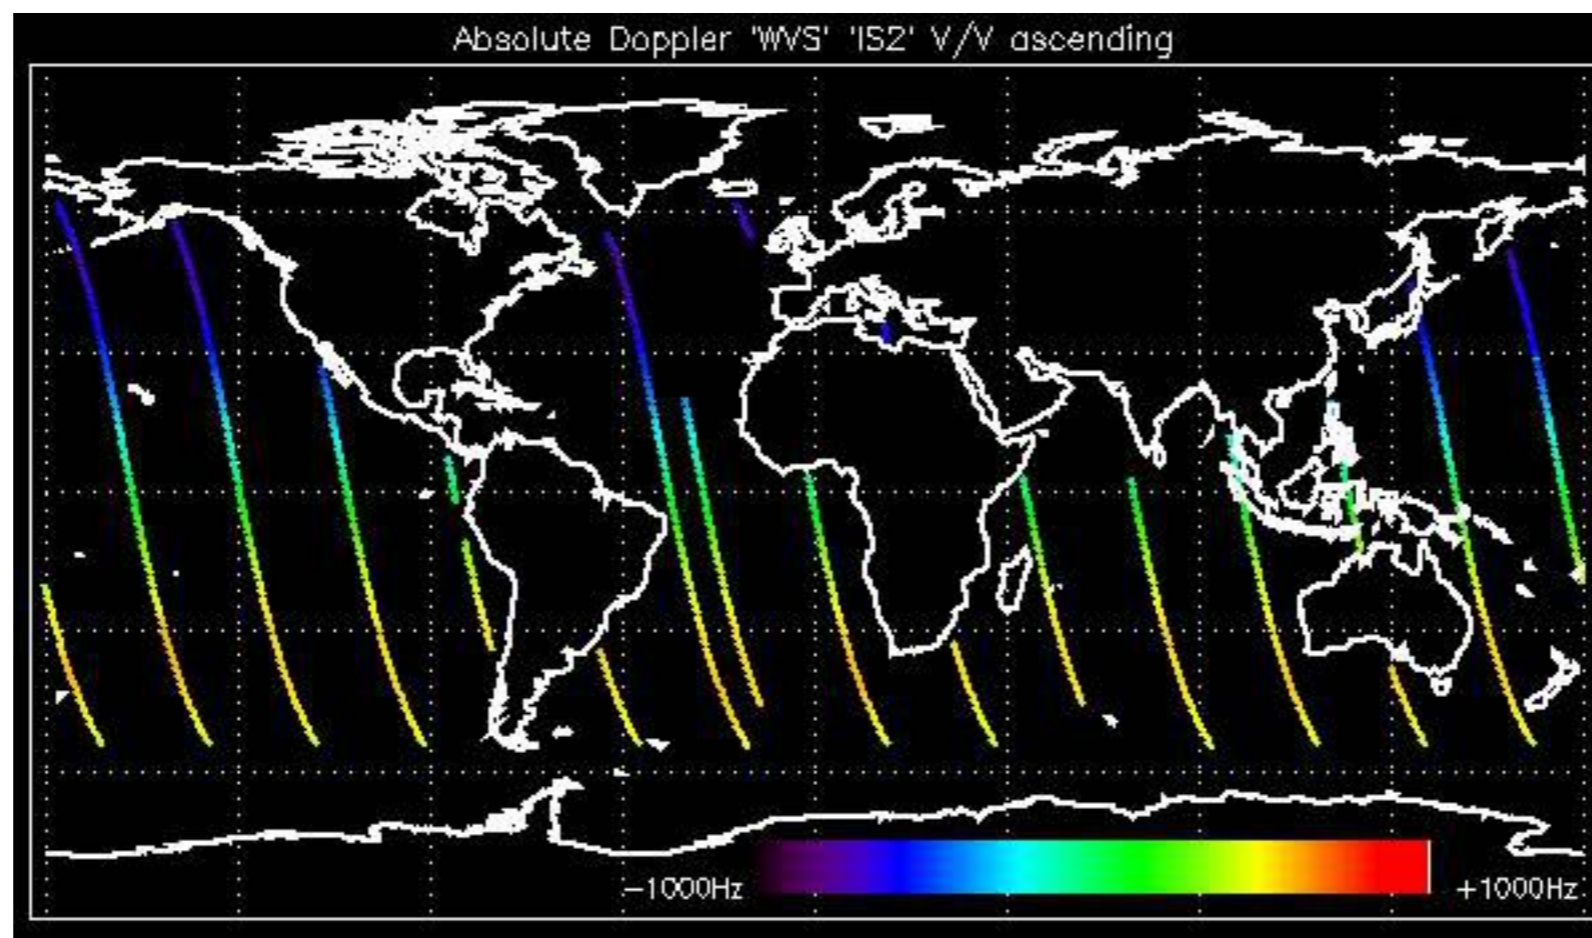 Absolute Doppler 'WVS' 'IS2' V/V ascending
−1000Hz
+1000Hz